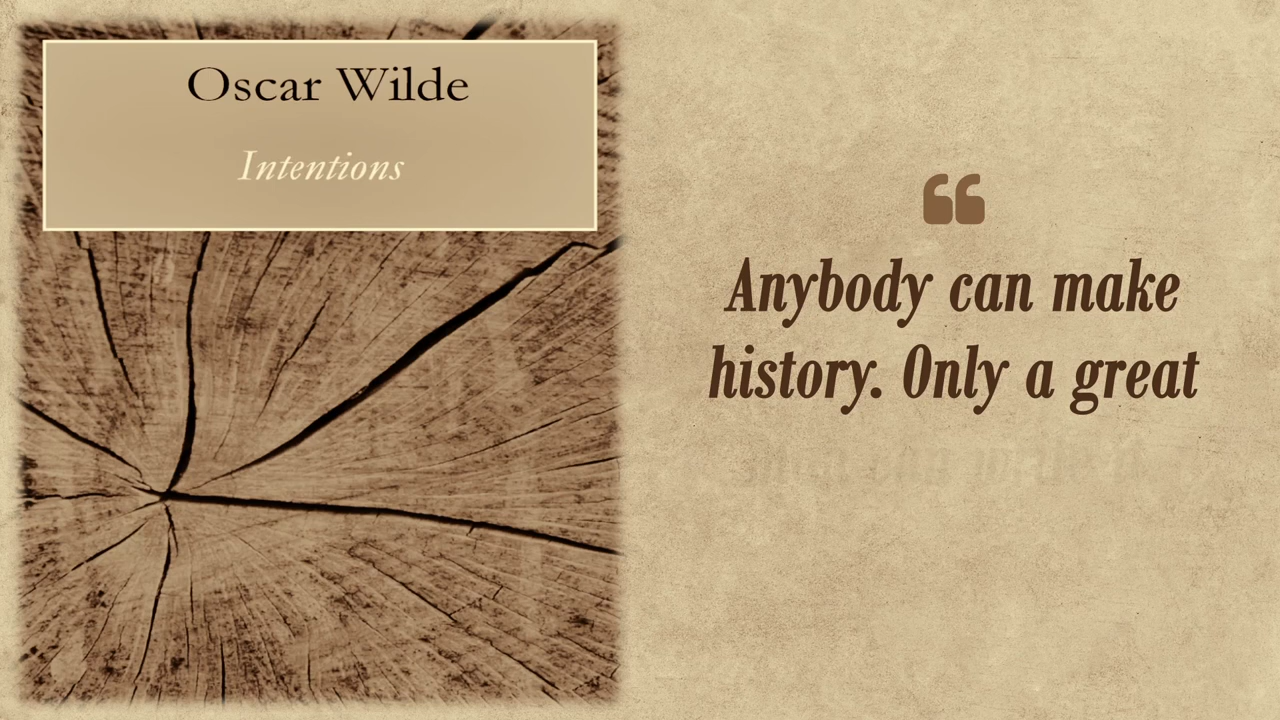 Oscar Wilde
Intentions
Anybody can make
history. Only a great